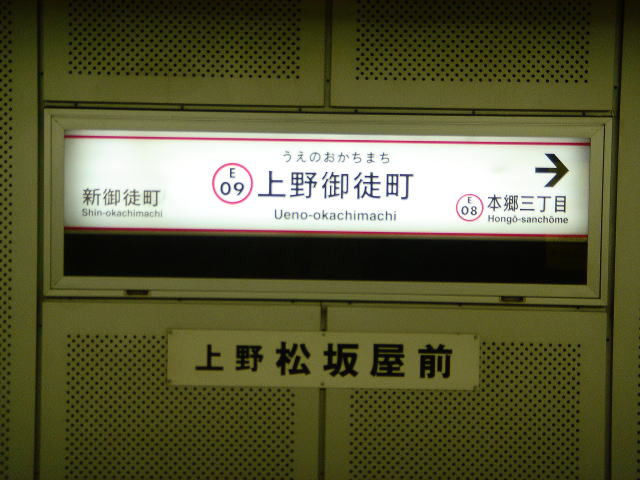 うえのおかちまち
E
09
上野御徒町
Ueno-okachimachi
新御徒町
Shin-okachimachi
E
08
本郷三丁目
Hongō-sanchōme
上野松坂屋前